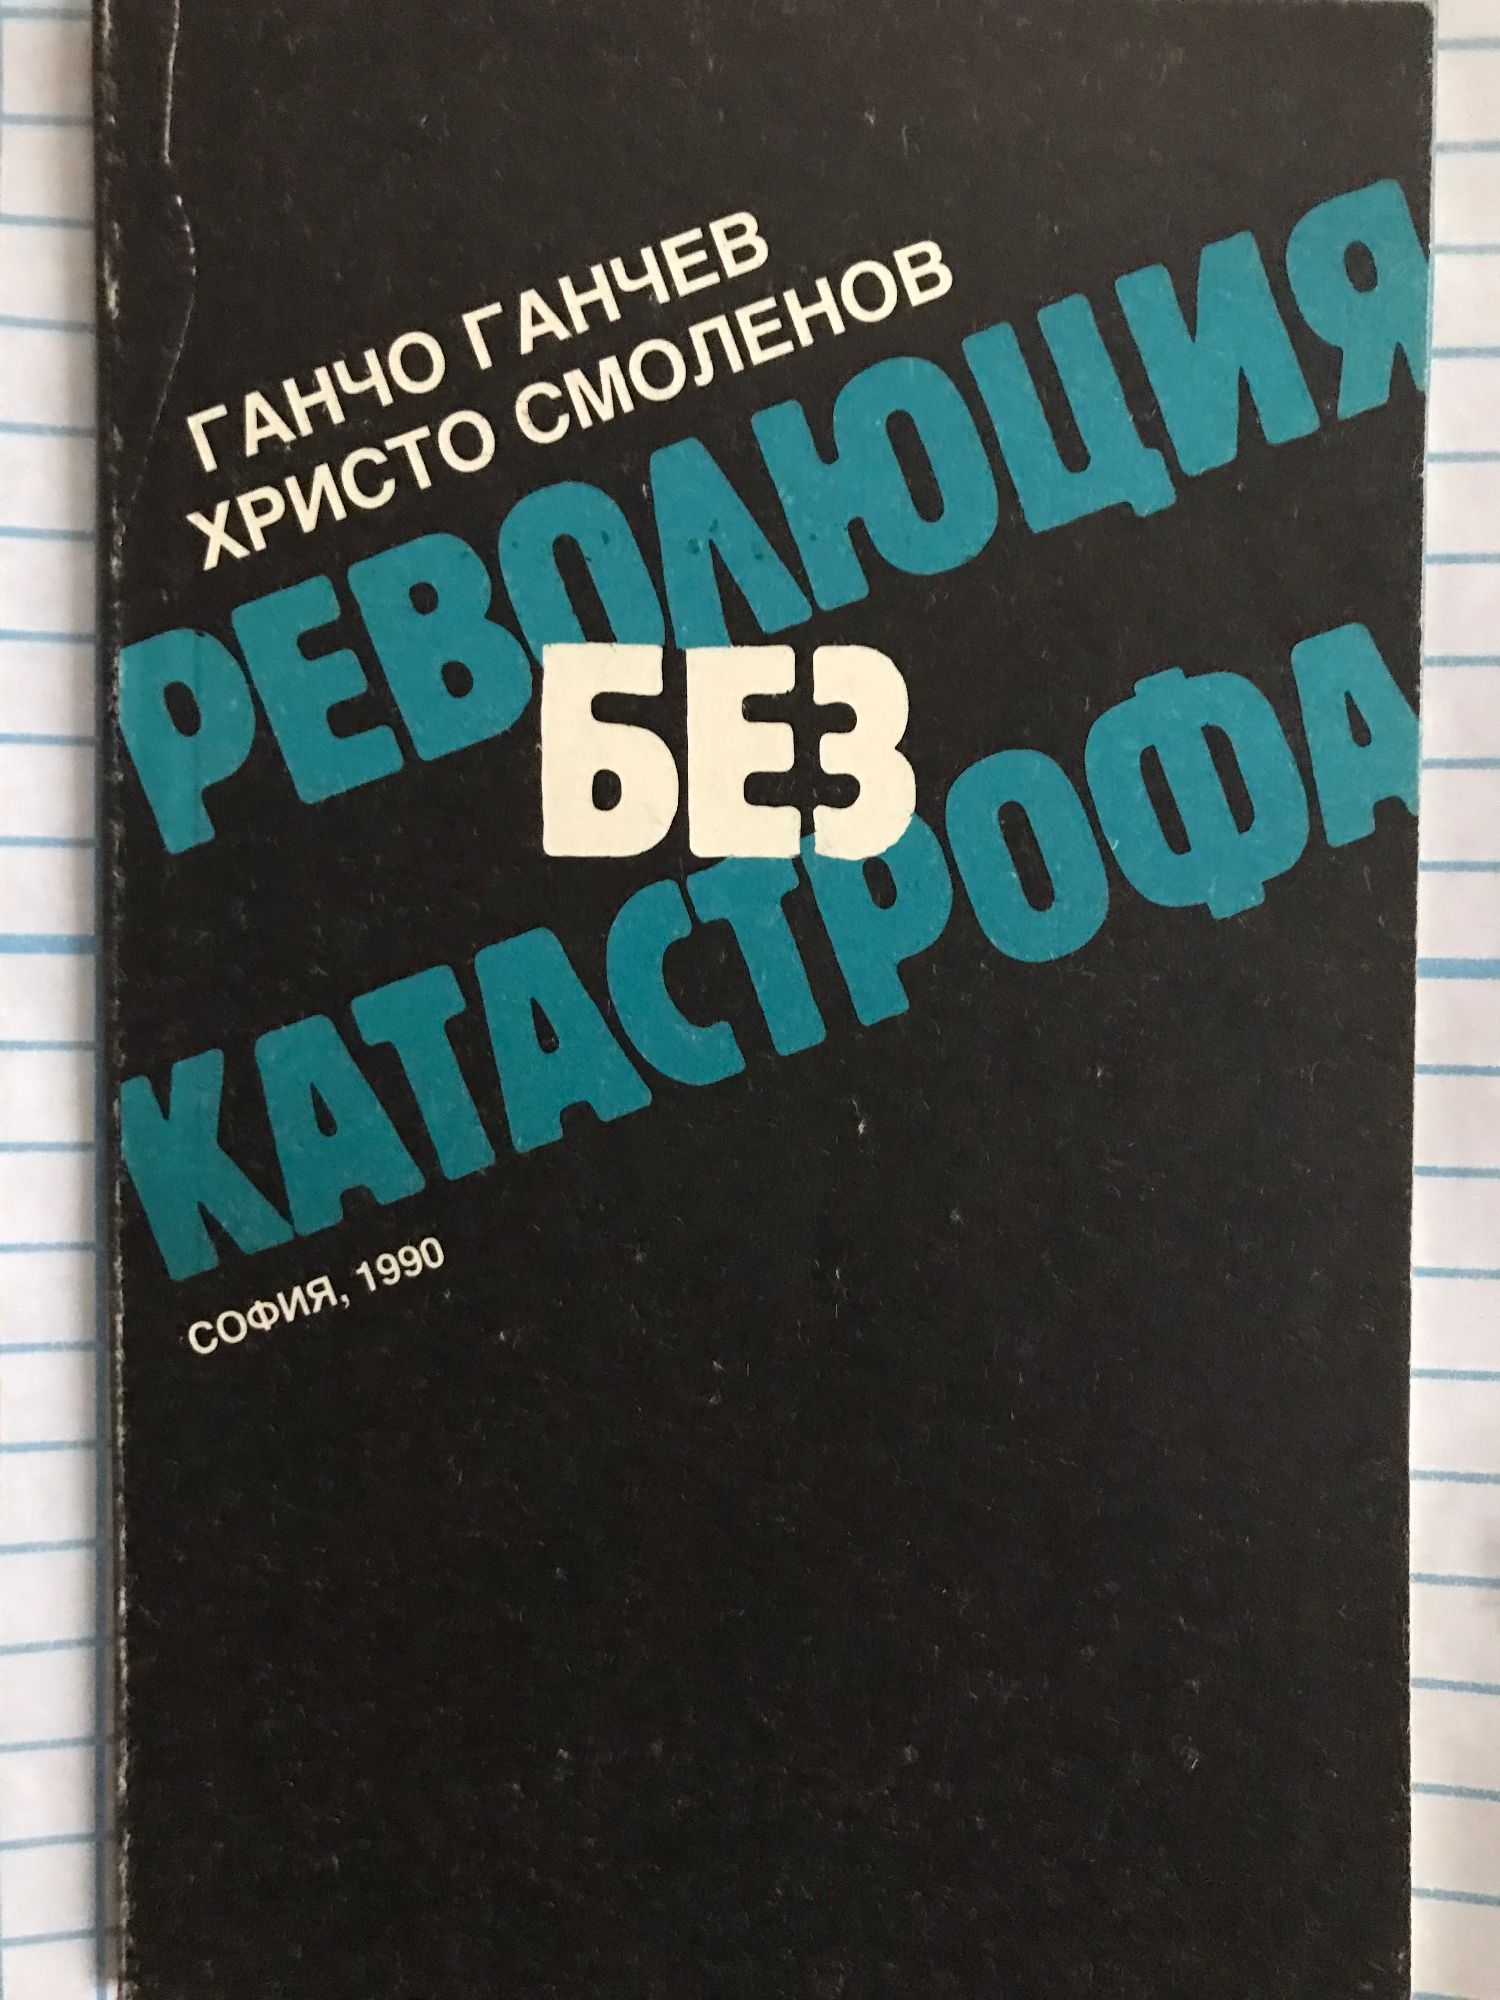 ГАНЧО ГАНЧЕВ
ХРИСТО СМОЛЕНОВ
РЕВОЛЮЦИЯ
БЕЗ
КАТАСТРОФА
СОФИЯ, 1990